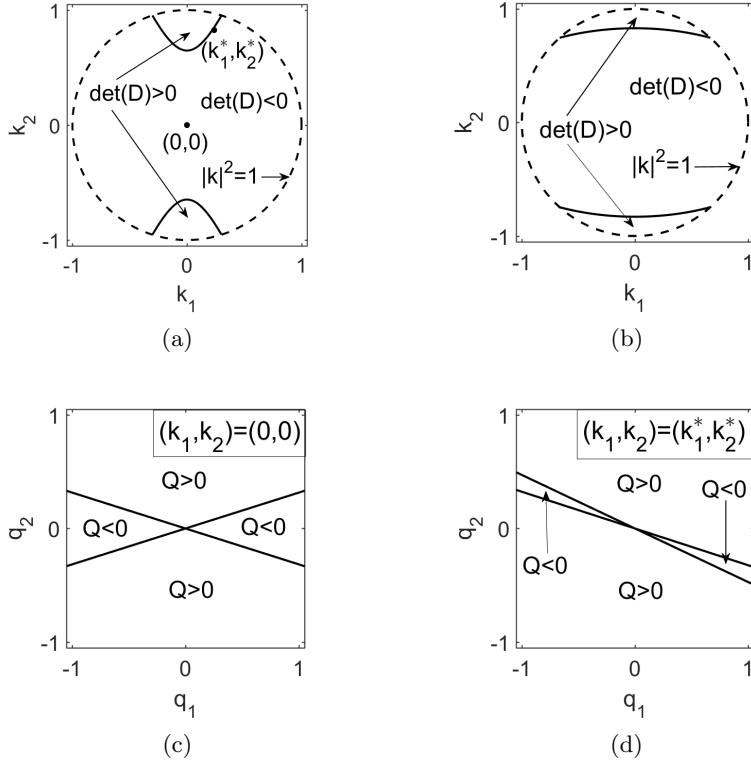 1
(k₁*,k₂*)
det(D)>0
det(D)<0
k₂
0
(0,0)
|k|²=1
-1
-1
0
1
k₁
(a)
1
det(D)<0
k₂
0
det(D)>0
|k|²=1
-1
-1
0
1
k₁
(b)
1
(k₁,k₂)=(0,0)
Q>0
q₂
0
Q<0
Q<0
Q>0
-1
-1
0
1
q₁
(c)
1
(k₁,k₂)=(k₁*,k₂*)
Q>0
Q<0
q₂
0
Q<0
Q>0
-1
-1
0
1
q₁
(d)